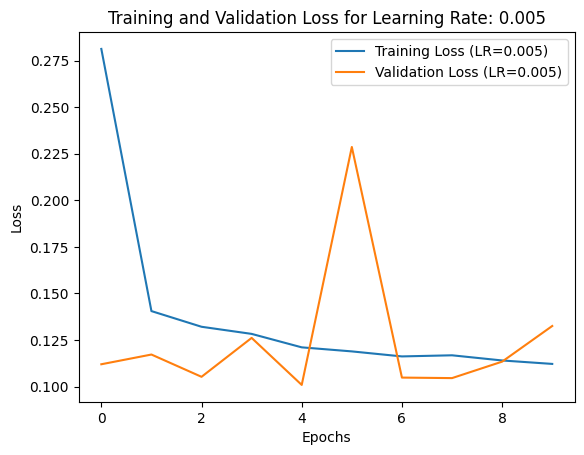 Training and Validation Loss for Learning Rate: 0.005
Training Loss (LR=0.005)
Validation Loss (LR=0.005)
0.275
0.250
0.225
0.200
0.175
0.150
0.125
0.100
Loss
0 2 4 6 8
Epochs